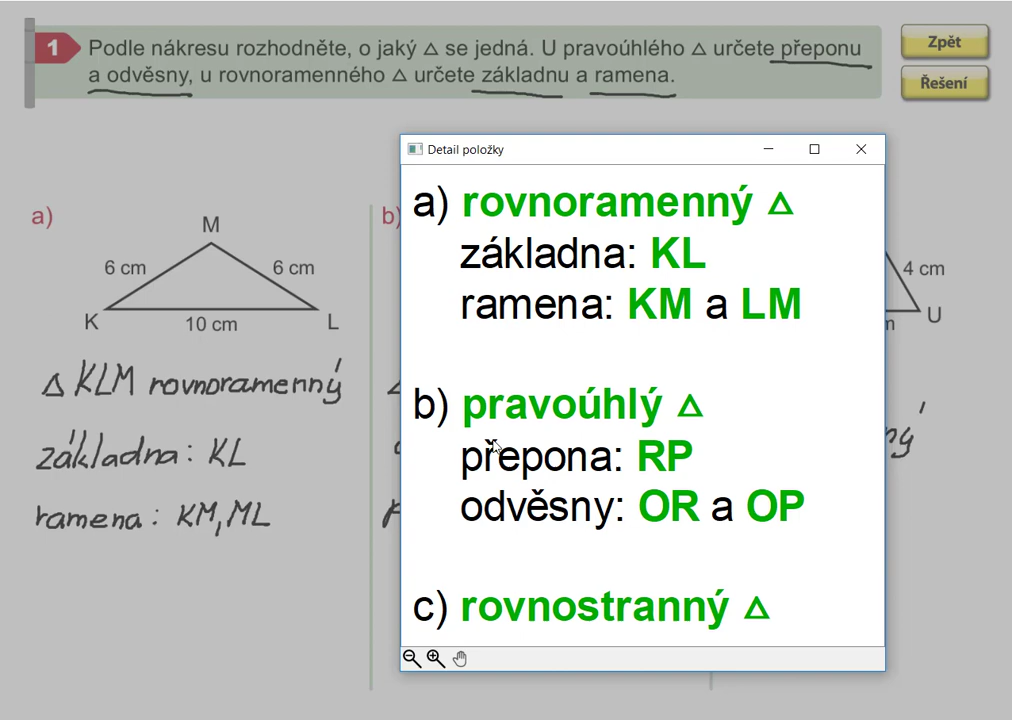 1 Podle nákresu rozhodněte, o jaký △ se jedná. U pravoúhlého △ určete přeponu
a odvěsny, u rovnoramenného △ určete základnu a ramena.
Zpět
Řešení
a)
M
6 cm
6 cm
K
10 cm
L
△ KLM rovnoramenný
základna: KL
ramena: KM, ML
b)
Detail položky
a) rovnoramenný △
základna: KL
ramena: KM a LM
b) pravoúhlý △
přepona: RP
odvěsny: OR a OP
c) rovnostranný △
4 cm
U